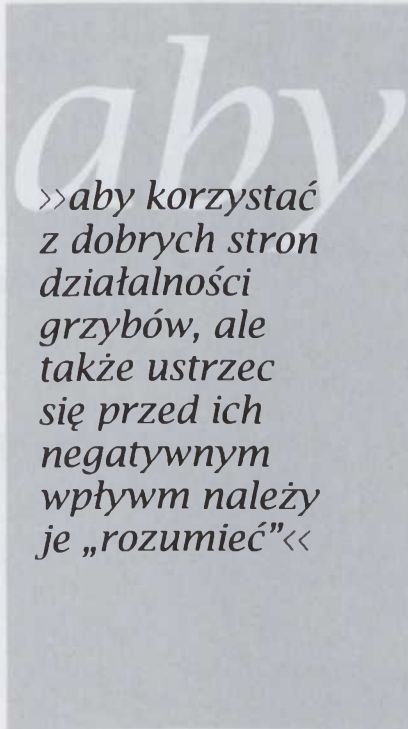 aby
»aby korzystać
z dobrych stron
działalności
grzybów, ale
także ustrzec
się przed ich
negatywnym
wpływm należy
je „rozumieć”«